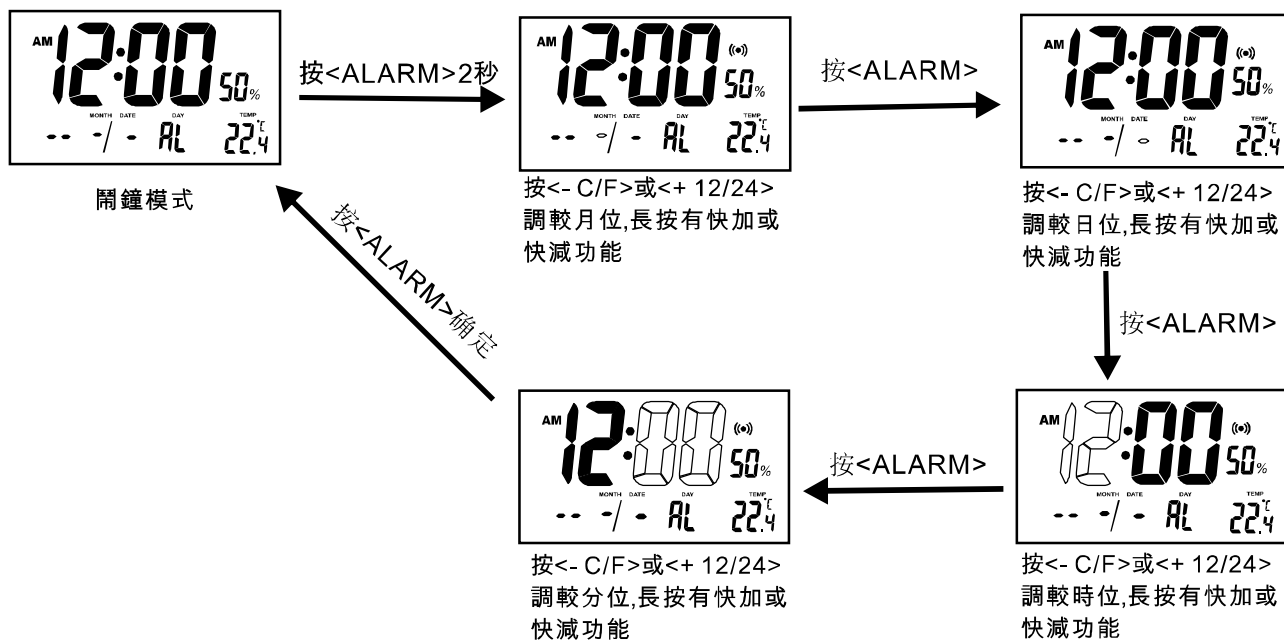 AM 12:00 50%
MONTH DATE DAY TEMP
-- -/ - AL 22.4°C
鬧鐘模式
按<ALARM>2秒
AM 12:00 50%
MONTH DATE DAY TEMP
-- -/ - AL 22.4°C
按<- C/F>或<+ 12/24>
調較月位,長按有快加或
快減功能
按<ALARM>
AM 12:00 50%
MONTH DATE DAY TEMP
-- -/ - AL 22.4°C
按<- C/F>或<+ 12/24>
調較日位,長按有快加或
快減功能
按<ALARM>
AM 12:00 50%
MONTH DATE DAY TEMP
-- -/ - AL 22.4°C
按<- C/F>或<+ 12/24>
調較時位,長按有快加或
快減功能
按<ALARM>
AM 12:00 50%
MONTH DATE DAY TEMP
-- -/ - AL 22.4°C
按<- C/F>或<+ 12/24>
調較分位,長按有快加或
快減功能
按<ALARM>确定